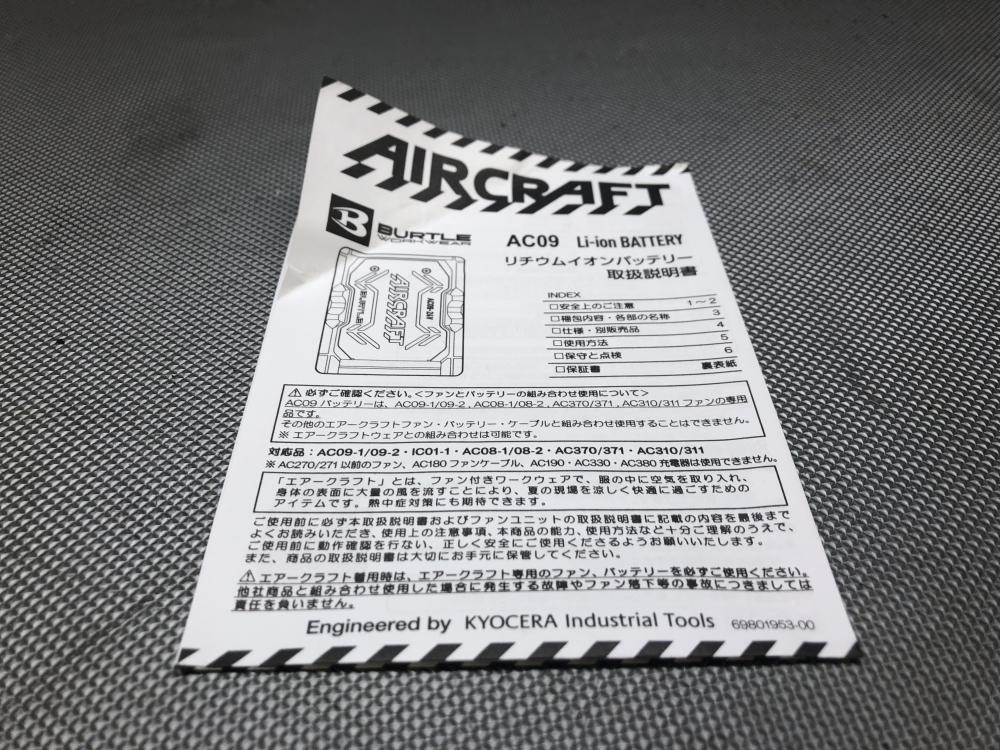 AIRCRAFT
B
BURTLE
WORKWEAR
AC09 Li-ion BATTERY
リチウムイオンバッテリー
取扱説明書
AIRCRAFT
BURTLE
INDEX
□安全上のご注意 1～2
□梱包内容・各部の名称 3
□仕様・別販売品 4
□使用方法 5
□保守と点検 6
□保証書 裏表紙
⚠ 必ずご確認ください。<ファンとバッテリーの組み合わせ使用について>
AC09 バッテリーは、AC09-1/09-2 , AC08-1/08-2 , AC370/371 , AC310/311 ファンの専用
品です。
その他のエアークラフトファン・バッテリー・ケーブルと組み合わせ使用することはできません。
※ エアークラフトウェアとの組み合わせは可能です。
対応品：AC09-1/09-2・IC01-1・AC08-1/08-2・AC370/371・AC310/311
※ AC270/271 以前のファン、AC180 ファンケーブル、AC190・AC330・AC380 充電器は使用できません。
「エアークラフト」とは、ファン付きワークウェアで、服の中に空気を取り入れ、
身体の表面に大量の風を流すことにより、夏の現場を涼しく快適に過ごすための
アイテムです。熱中症対策にも期待できます。
ご使用前に必ず本取扱説明書およびファンユニットの取扱説明書に記載の内容を最後まで
よくお読みいただき、使用上の注意事項、本商品の能力、使用方法など十分ご理解のうえで、
ご使用前に動作確認を行ない、正しく安全にご使用くださるようお願いいたします。
また、商品の取扱説明書は大切にお手元に保管してください。
⚠ エアークラフト着用時は、エアークラフト専用のファン、バッテリーを必ずご使用ください。
他社商品と組み合わせ使用した場合に発生する故障やファン落下等の事故につきましては
責任を負いません。
Engineered by KYOCERA Industrial Tools 69801953-00